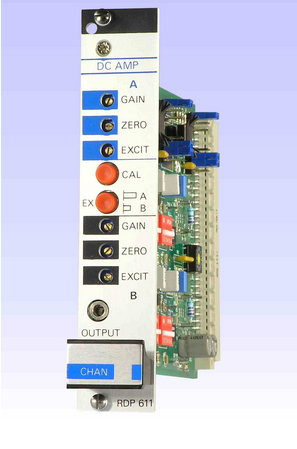 DC AMP
A
GAIN
ZERO
EXCIT
CAL
EX A
B
GAIN
ZERO
EXCIT
B
OUTPUT
CHAN
RDP 611